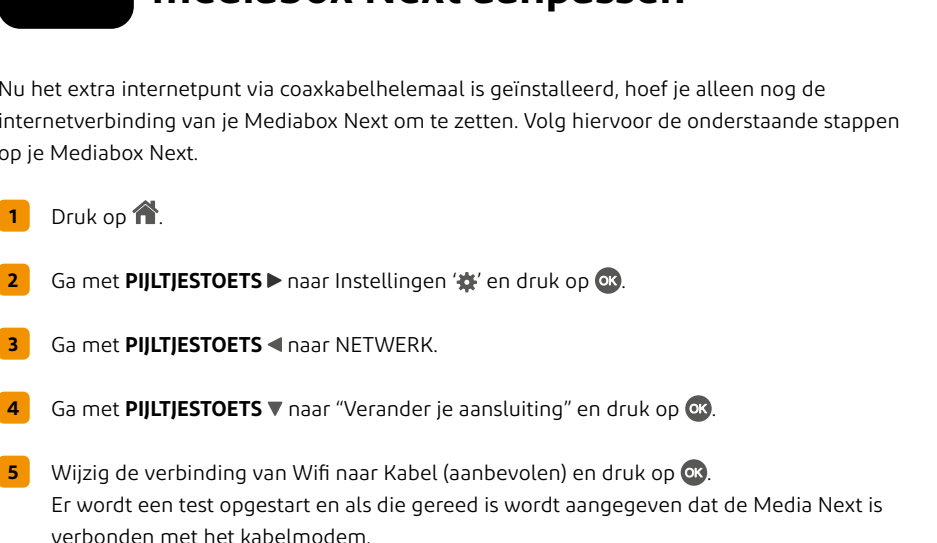 Mediabox Next eenpessen
Nu het extra internetpunt via coaxkabelhelemaal is geïnstalleerd, hoef je alleen nog de
internetverbinding van je Mediabox Next om te zetten. Volg hiervoor de onderstaande stappen
op je Mediabox Next.
1 Druk op .
2 Ga met PIJLTJESTOETS ► naar Instellingen ‘⚙’ en druk op OK.
3 Ga met PIJLTJESTOETS ◄ naar NETWERK.
4 Ga met PIJLTJESTOETS ▼ naar “Verander je aansluiting” en druk op OK.
5 Wijzig de verbinding van Wifi naar Kabel (aanbevolen) en druk op OK.
Er wordt een test opgestart en als die gereed is wordt aangegeven dat de Media Next is
verbonden met het kabelmodem.